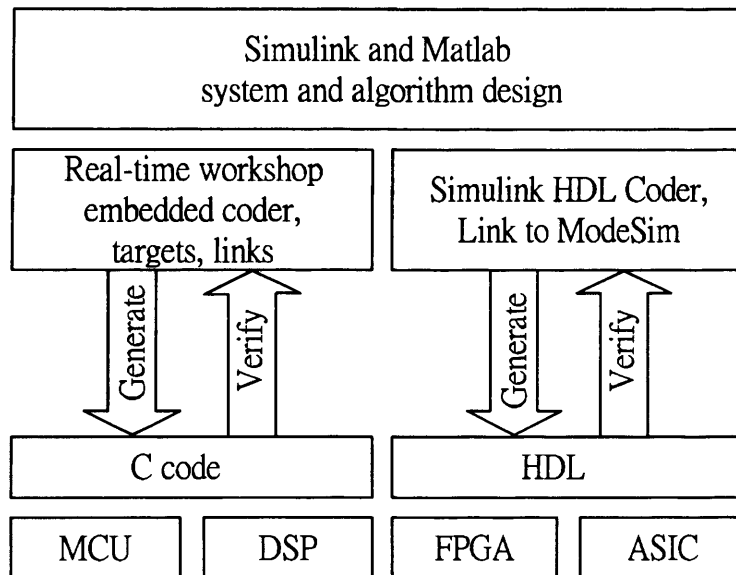 Simulink and Matlab
system and algorithm design
Real-time workshop
embedded coder,
targets, links
Simulink HDL Coder,
Link to ModeSim
Generate
Verify
Generate
Verify
C code
HDL
MCU
DSP
FPGA
ASIC